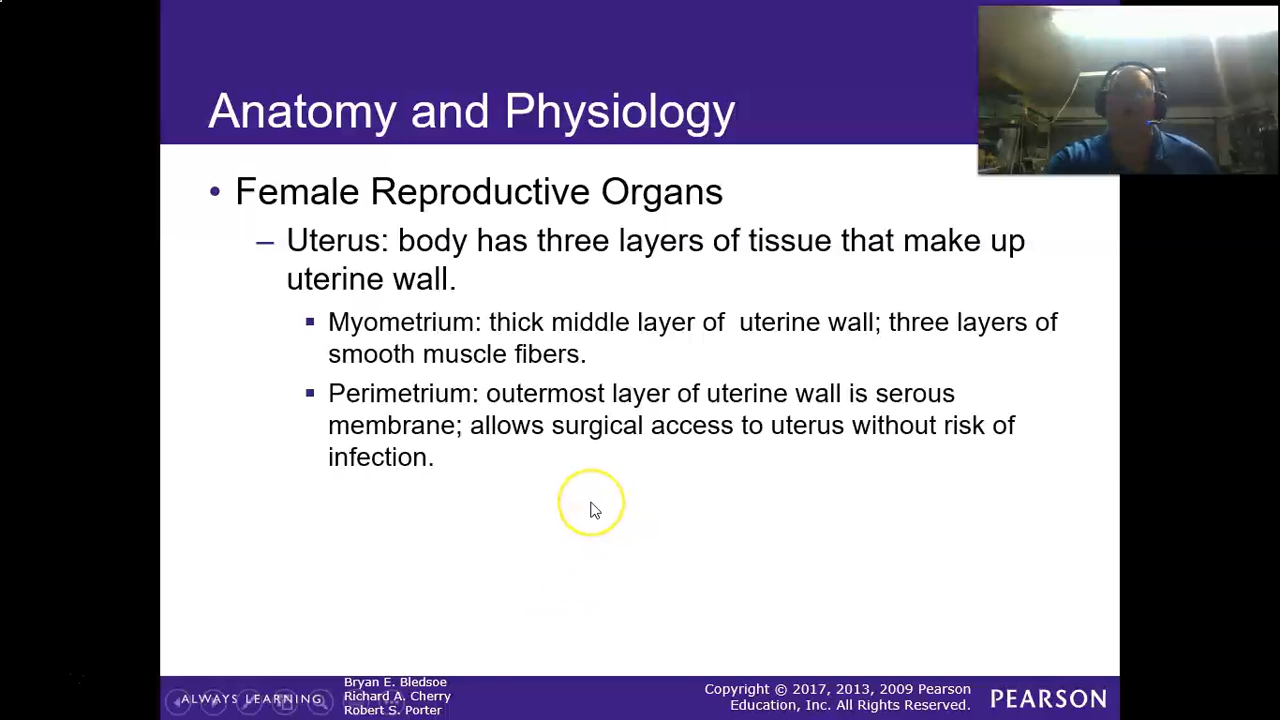 Anatomy and Physiology
• Female Reproductive Organs
– Uterus: body has three layers of tissue that make up
uterine wall.
▪ Myometrium: thick middle layer of  uterine wall; three layers of
smooth muscle fibers.
▪ Perimetrium: outermost layer of uterine wall is serous
membrane; allows surgical access to uterus without risk of
infection.
ALWAYS LEARNING
Bryan E. Bledsoe
Richard A. Cherry
Robert S. Porter
Copyright © 2017, 2013, 2009 Pearson
Education, Inc. All Rights Reserved.
PEARSON